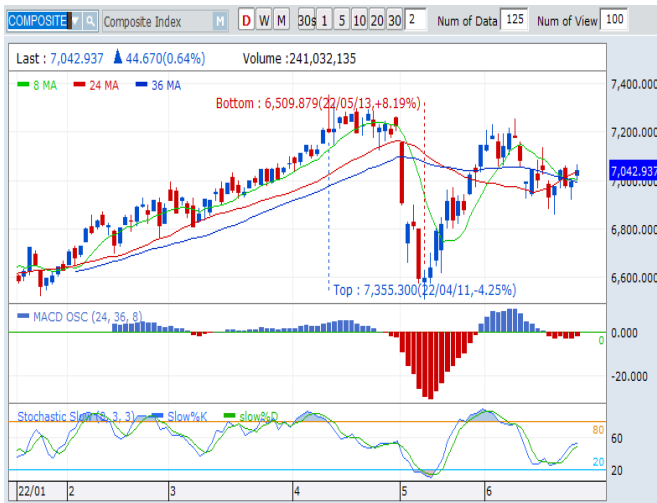 COMPOSITE Composite Index M D W M 30s 1 5 10 20 30 2 Num of Data 125 Num of View 100
Last : 7,042.937 ▲ 44.670(0.64%) Volume :241,032,135
8 MA 24 MA 36 MA
7,400.000
Bottom : 6,509.879(22/05/13,+8.19%)
7,200.000
7,042.937
7,000.000
6,800.000
6,600.000
Top : 7,355.300(22/04/11,-4.25%)
MACD OSC (24, 36, 8)
0.000
0
-20.000
Slow%K slow%D
80
60
20
20
22/01 2 3 4 5 6